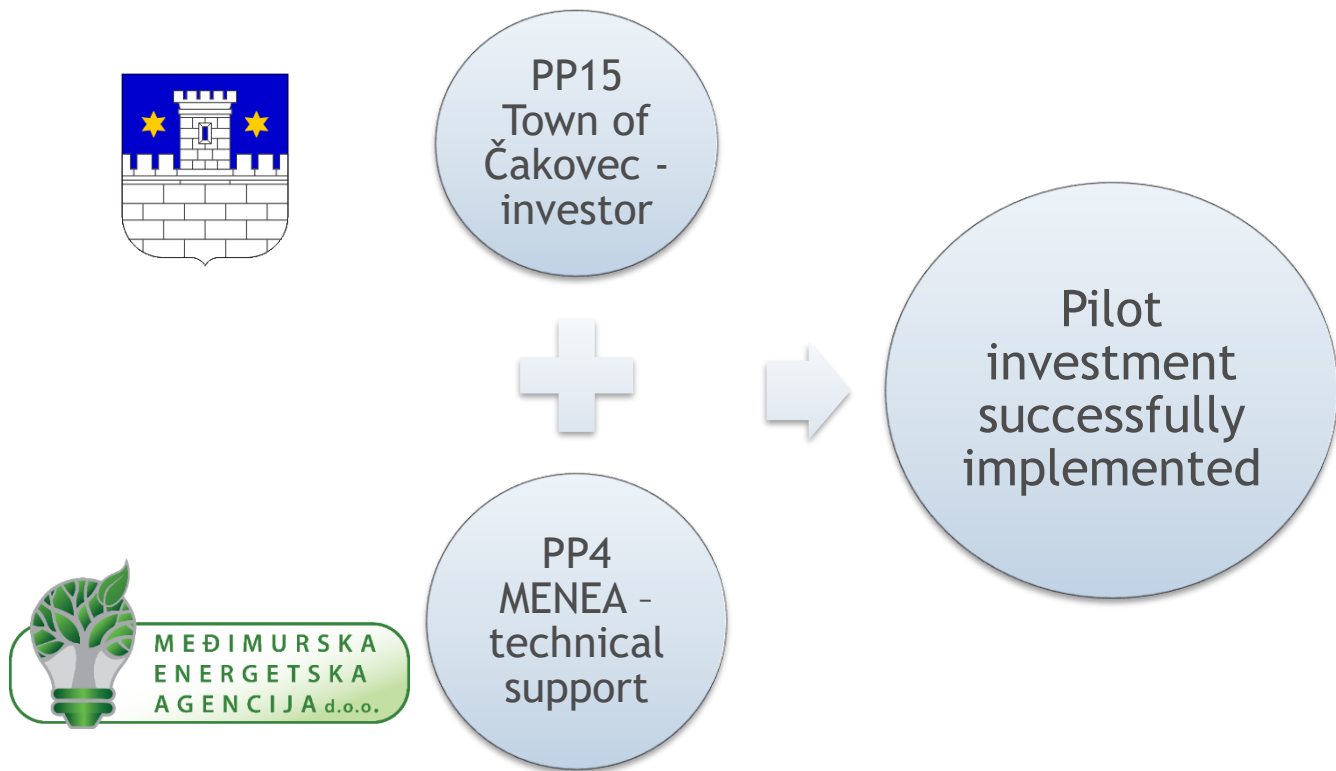 PP15
Town of
Čakovec -
investor
Pilot
investment
successfully
implemented
PP4
MENEA –
technical
support
MEĐIMURSKA
ENERGETSKA
AGENCIJA d.o.o.